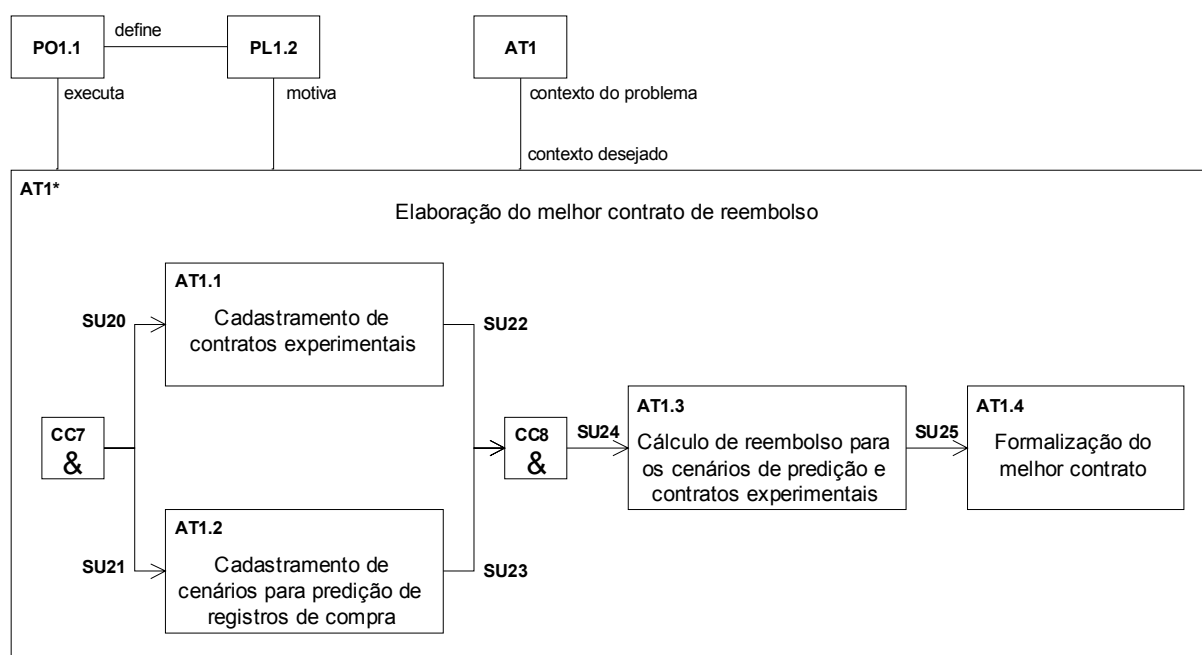 PO1.1
define
PL1.2
AT1
executa
motiva
contexto do problema
contexto desejado
AT1*
Elaboração do melhor contrato de reembolso
AT1.1
Cadastramento de
contratos experimentais
SU20
SU22
CC7
&
CC8
&
SU24
AT1.3
Cálculo de reembolso para
os cenários de predição e
contratos experimentais
SU25
AT1.4
Formalização do
melhor contrato
AT1.2
Cadastramento de
cenários para predição de
registros de compra
SU21
SU23